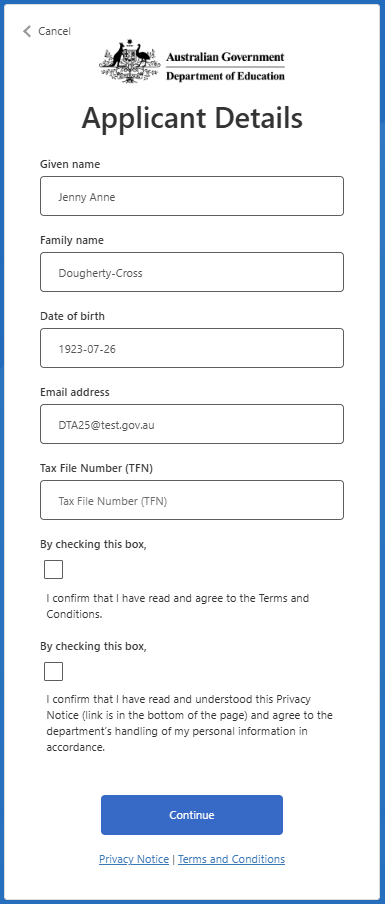 Cancel
Australian Government
Department of Education
Applicant Details
Given name
Jenny Anne
Family name
Dougherty-Cross
Date of birth
1923-07-26
Email address
DTA25@test.gov.au
Tax File Number (TFN)
Tax File Number (TFN)
By checking this box,
I confirm that I have read and agree to the Terms and
Conditions.
By checking this box,
I confirm that I have read and understood this Privacy
Notice (link is in the bottom of the page) and agree to the
department's handling of my personal information in
accordance.
Continue
Privacy Notice | Terms and Conditions